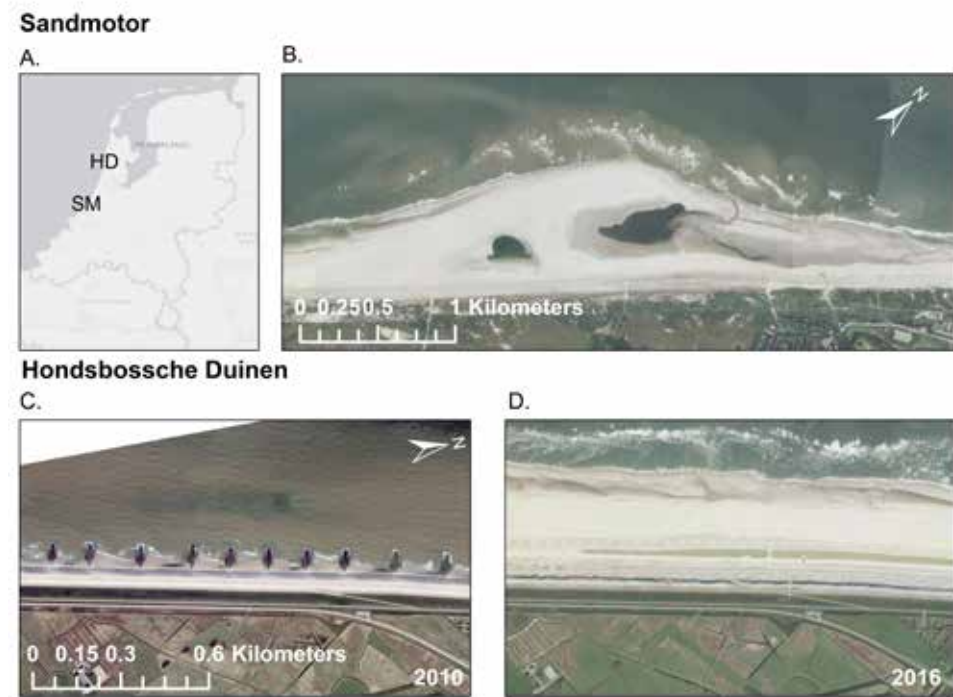 Sandmotor
A.
B.
HD
SM
N
0 0.25 0.5 1 Kilometers
Hondsbossche Duinen
C.
D.
N
0 0.15 0.3 0.6 Kilometers
2010
2016